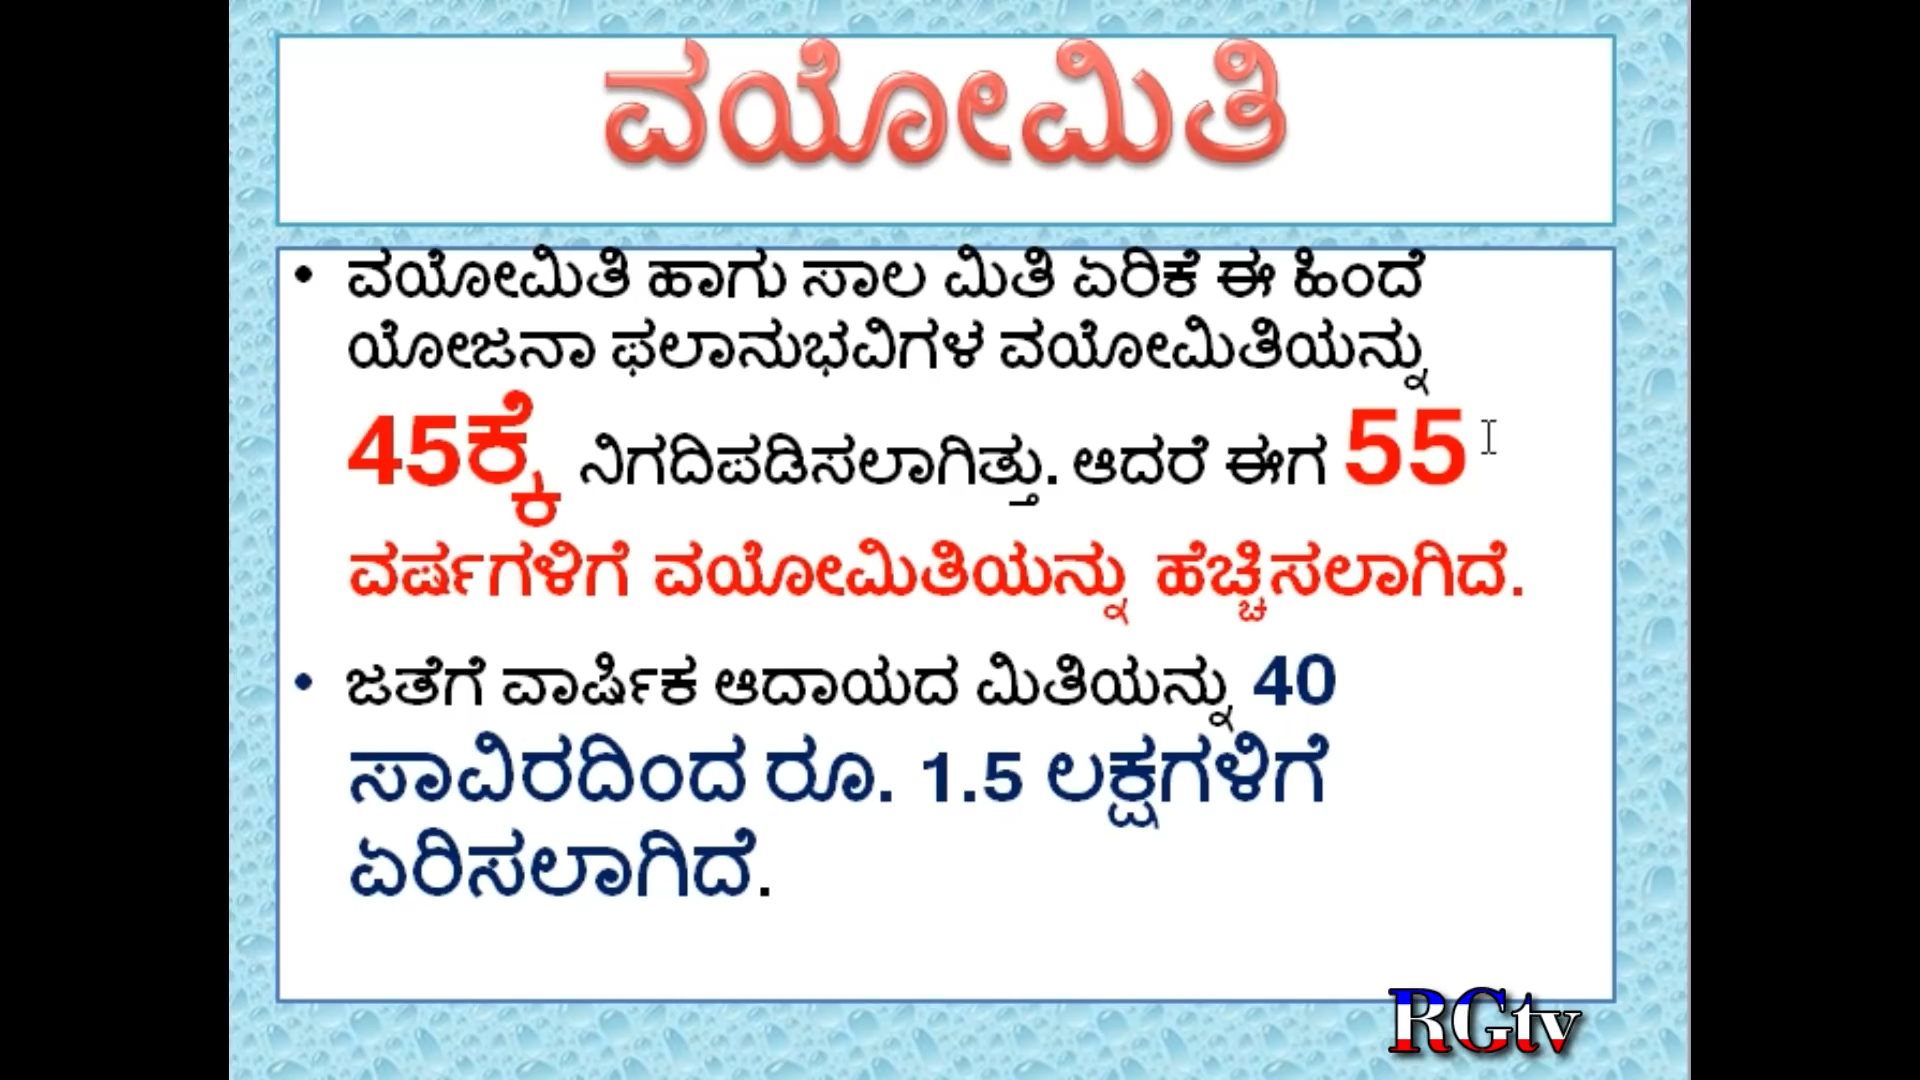 ವಯೋಮಿತಿ
• ವಯೋಮಿತಿ ಹಾಗು ಸಾಲ ಮಿತಿ ಏರಿಕೆ ಈ ಹಿಂದೆ
ಯೋಜನಾ ಫಲಾನುಭವಿಗಳ ವಯೋಮಿತಿಯನ್ನು
45ಕ್ಕೆ ನಿಗದಿಪಡಿಸಲಾಗಿತ್ತು. ಆದರೆ ಈಗ 55
ವರ್ಷಗಳಿಗೆ ವಯೋಮಿತಿಯನ್ನು ಹೆಚ್ಚಿಸಲಾಗಿದೆ.
• ಜತೆಗೆ ವಾರ್ಷಿಕ ಆದಾಯದ ಮಿತಿಯನ್ನು 40
ಸಾವಿರದಿಂದ ರೂ. 1.5 ಲಕ್ಷಗಳಿಗೆ
ಏರಿಸಲಾಗಿದೆ.
RGtv